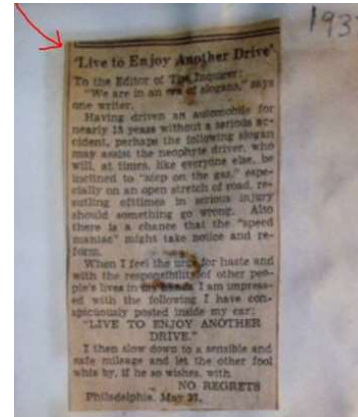 1937
'Live to Enjoy Another Drive'
To the Editor of The Inquirer:
"We are in an era of slogans," says
one writer.
Having driven an automobile for
nearly 15 years without a serious ac-
cident, perhaps the following slogan
may assist the neophyte driver, who
will, at times, like everyone else, be
inclined to "step on the gas," espe-
cially on an open stretch of road, re-
sulting ofttimes in serious injury
should something go wrong. Also
there is a chance that the "speed
maniac" might take notice and re-
form.
When I feel the urge for haste and
with the responsibility of other peo-
ple's lives in my hands I am impress-
ed with the following I have con-
spicuously posted inside my car:
"LIVE TO ENJOY ANOTHER
DRIVE."
I then slow down to a sensible and
safe mileage and let the other fool
whiz by, if he so wishes, with
NO REGRETS
Philadelphia, May 27.